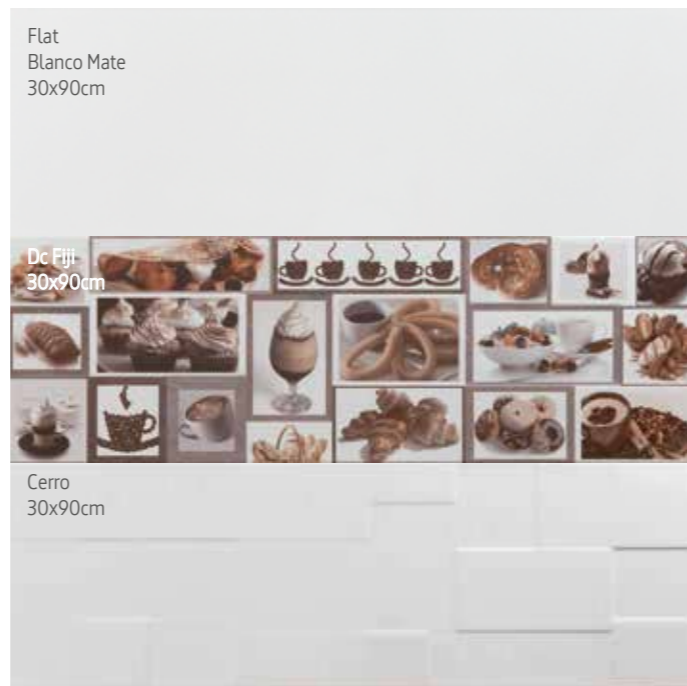 Flat
Blanco Mate
30x90cm
Dc Fiji
30x90cm
Cerro
30x90cm